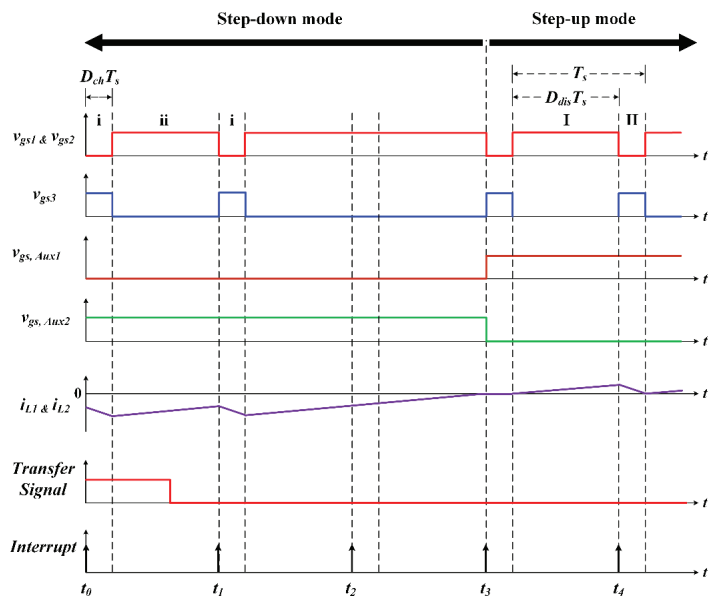 Step-down mode
Step-up mode
DchTs
Ts
DdisTs
i
ii
i
I
II
vgs1 & vgs2
t
vgs3
t
vgs, Aux1
t
vgs, Aux2
t
0
iL1 & iL2
t
Transfer
Signal
t
Interrupt
t
t0
t1
t2
t3
t4